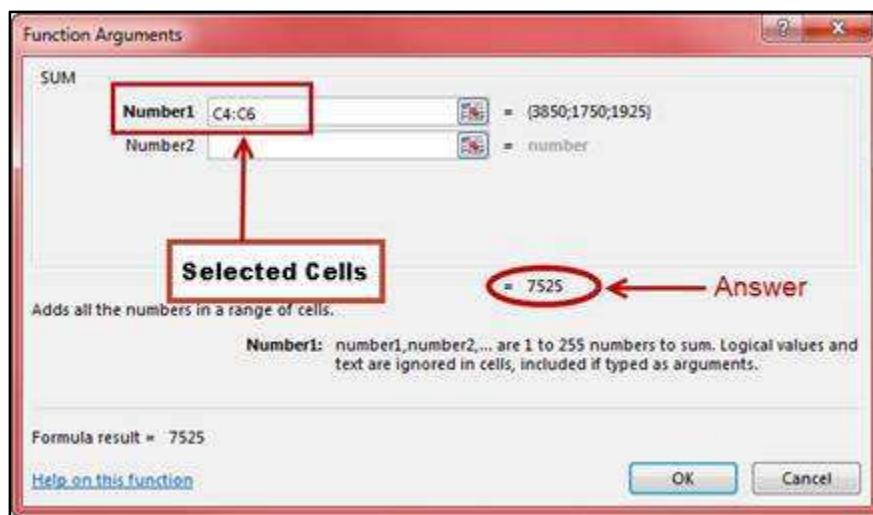 Function Arguments
SUM
Number1 C4:C6 = {3850;1750;1925}
Number2 = number
Selected Cells
= 7525 Answer
Adds all the numbers in a range of cells.
Number1: number1,number2,... are 1 to 255 numbers to sum. Logical values and
text are ignored in cells, included if typed as arguments.
Formula result = 7525
Help on this function OK Cancel